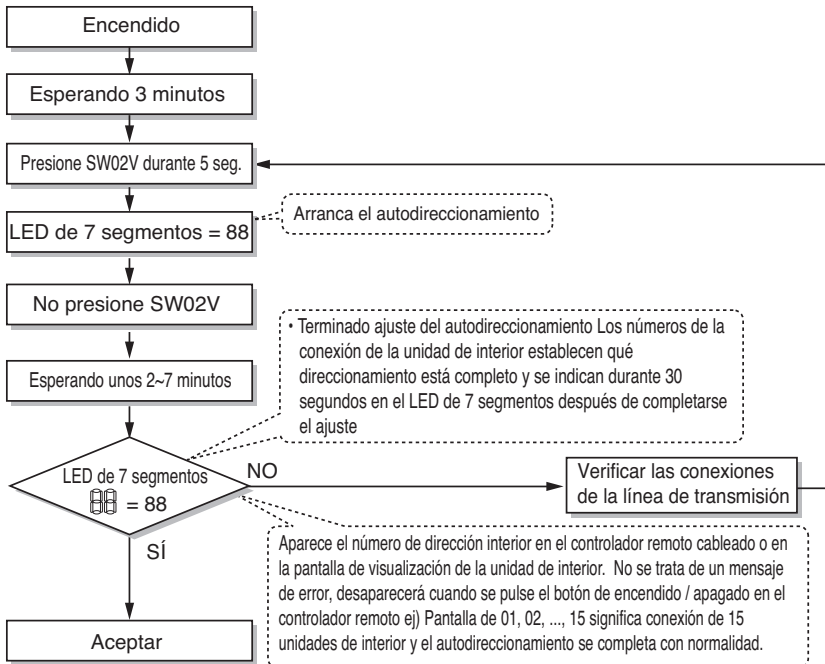 Encendido
Esperando 3 minutos
Presione SW02V durante 5 seg.
LED de 7 segmentos = 88
Arranca el autodireccionamiento
No presione SW02V
Esperando unos 2~7 minutos
• Terminado ajuste del autodireccionamiento Los números de la
conexión de la unidad de interior establecen qué
direccionamiento está completo y se indican durante 30
segundos en el LED de 7 segmentos después de completarse
el ajuste
LED de 7 segmentos
88 = 88
NO
Verificar las conexiones
de la línea de transmisión
SÍ
Aparece el número de dirección interior en el controlador remoto cableado o en
la pantalla de visualización de la unidad de interior. No se trata de un mensaje
de error, desaparecerá cuando se pulse el botón de encendido / apagado en el
controlador remoto ej) Pantalla de 01, 02, ..., 15 significa conexión de 15
unidades de interior y el autodireccionamiento se completa con normalidad.
Aceptar